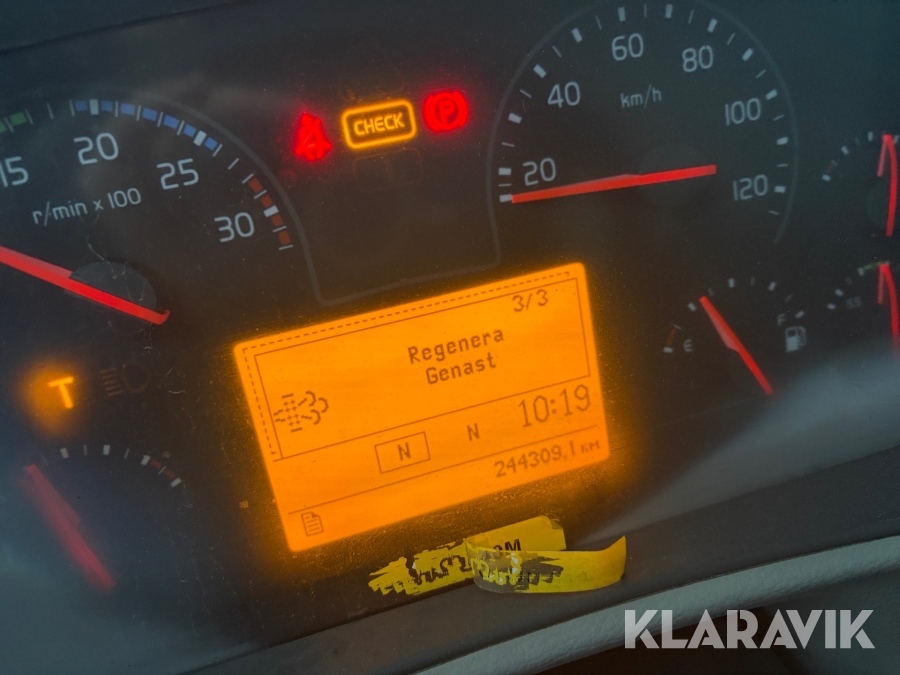 15
20
25
30
r/min x 100
CHECK
P
20
40
60
80
100
120
km/h
3/3
Regenera
Genast
N
N
10:19
244309,1 KM
T
E
F
KLARAVIK